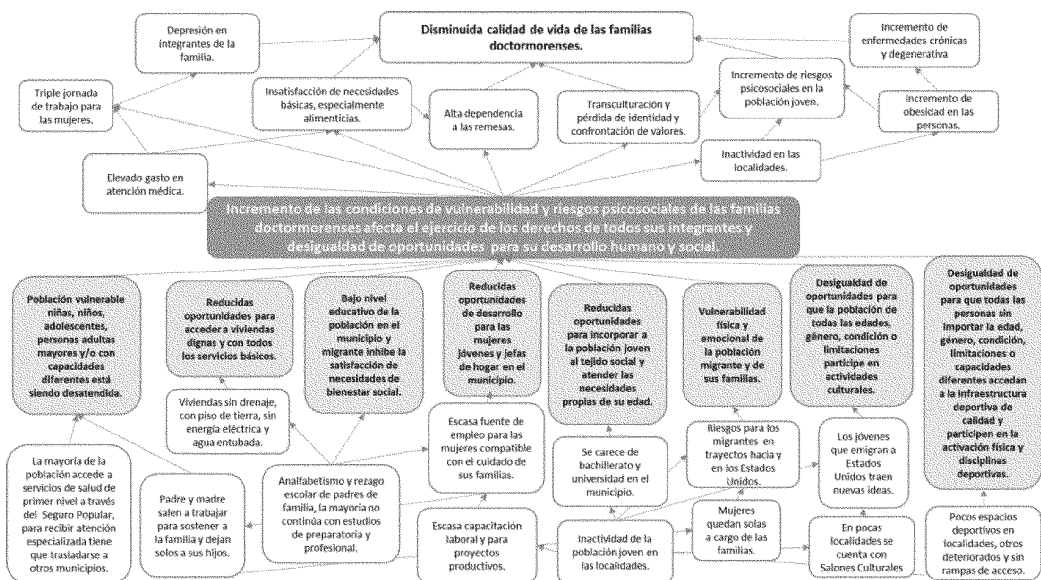 Depresión en
integrantes de la
familia.
Disminuida calidad de vida de las familias
doctormorenses.
Incremento de
enfermedades crónicas
y degenerativa
Triple jornada
de trabajo para
las mujeres.
Insatisfacción de necesidades
básicas, especialmente
alimenticias.
Alta dependencia
a las remesas.
Transculturación y
pérdida de identidad y
confrontación de valores.
Incremento de riesgos
psicosociales en la
población joven.
Incremento de
obesidad en las
personas.
Elevado gasto en
atención médica.
Inactividad en las
localidades.
Incremento de las condiciones de vulnerabilidad y riesgos psicosociales de las familias
doctormorenses afecta el ejercicio de los derechos de todos sus integrantes y
desigualdad de oportunidades para su desarrollo humano y social.
Población vulnerable
niñas, niños,
adolescentes,
personas adultas
mayores y/o con
capacidades
diferentes está
siendo desatendida.
Reducidas
oportunidades para
acceder a viviendas
dignas y con todos
los servicios básicos.
Bajo nivel
educativo de la
población en el
municipio y
migrante inhibe la
satisfacción de
necesidades de
bienestar social.
Reducidas
oportunidades
de desarrollo
para las
mujeres
jóvenes y jefas
de hogar en el
municipio.
Reducidas
oportunidades
para incorporar a
la población joven
al tejido social y
atender las
necesidades
propias de su edad.
Vulnerabilidad
física y
emocional de
la población
migrante y de
sus familias.
Desigualdad de
oportunidades para
que la población de
todas las edades,
género, condición o
limitaciones
participe en
actividades
culturales.
Desigualdad de
oportunidades
para que todas las
personas sin
importar la edad,
género, condición,
limitaciones o
capacidades
diferentes accedan
a la infraestructura
deportiva de
calidad y
participen en la
activación física y
disciplinas
deportivas.
Viviendas sin drenaje,
con piso de tierra, sin
energía eléctrica y
agua entubada.
Escasa fuente de
empleo para las
mujeres compatible
con el cuidado de
sus familias.
Se carece de
bachillerato y
universidad en el
municipio.
Riesgos para los
migrantes en
trayectos hacia y
en los Estados
Unidos.
Los jóvenes
que emigran a
Estados
Unidos traen
nuevas ideas.
La mayoría de la
población accede a
servicios de salud de
primer nivel a través
del Seguro Popular,
para recibir atención
especializada tiene
que trasladarse a
otros municipios.
Padre y madre
salen a trabajar
para sostener a
la familia y dejan
solos a sus hijos.
Analfabetismo y rezago
escolar de padres de
familia, la mayoría no
continúa con estudios
de preparatoria y
profesional.
Escasa capacitación
laboral y para
proyectos
productivos.
Inactividad de la
población joven en
las localidades.
Mujeres
quedan solas
a cargo de las
familias.
En pocas
localidades se
cuenta con
Salones Culturales
Pocos espacios
deportivos en
localidades, otros
deteriorados y sin
rampas de acceso.